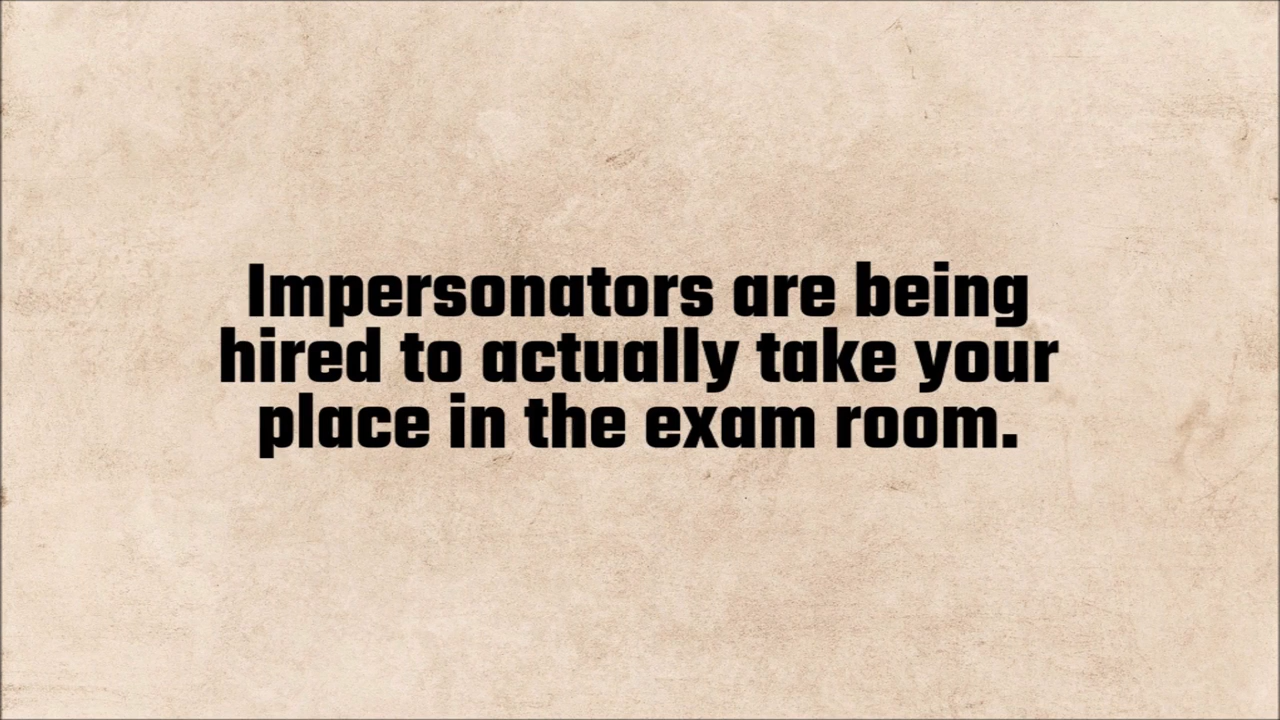 Impersonators are being
hired to actually take your
place in the exam room.